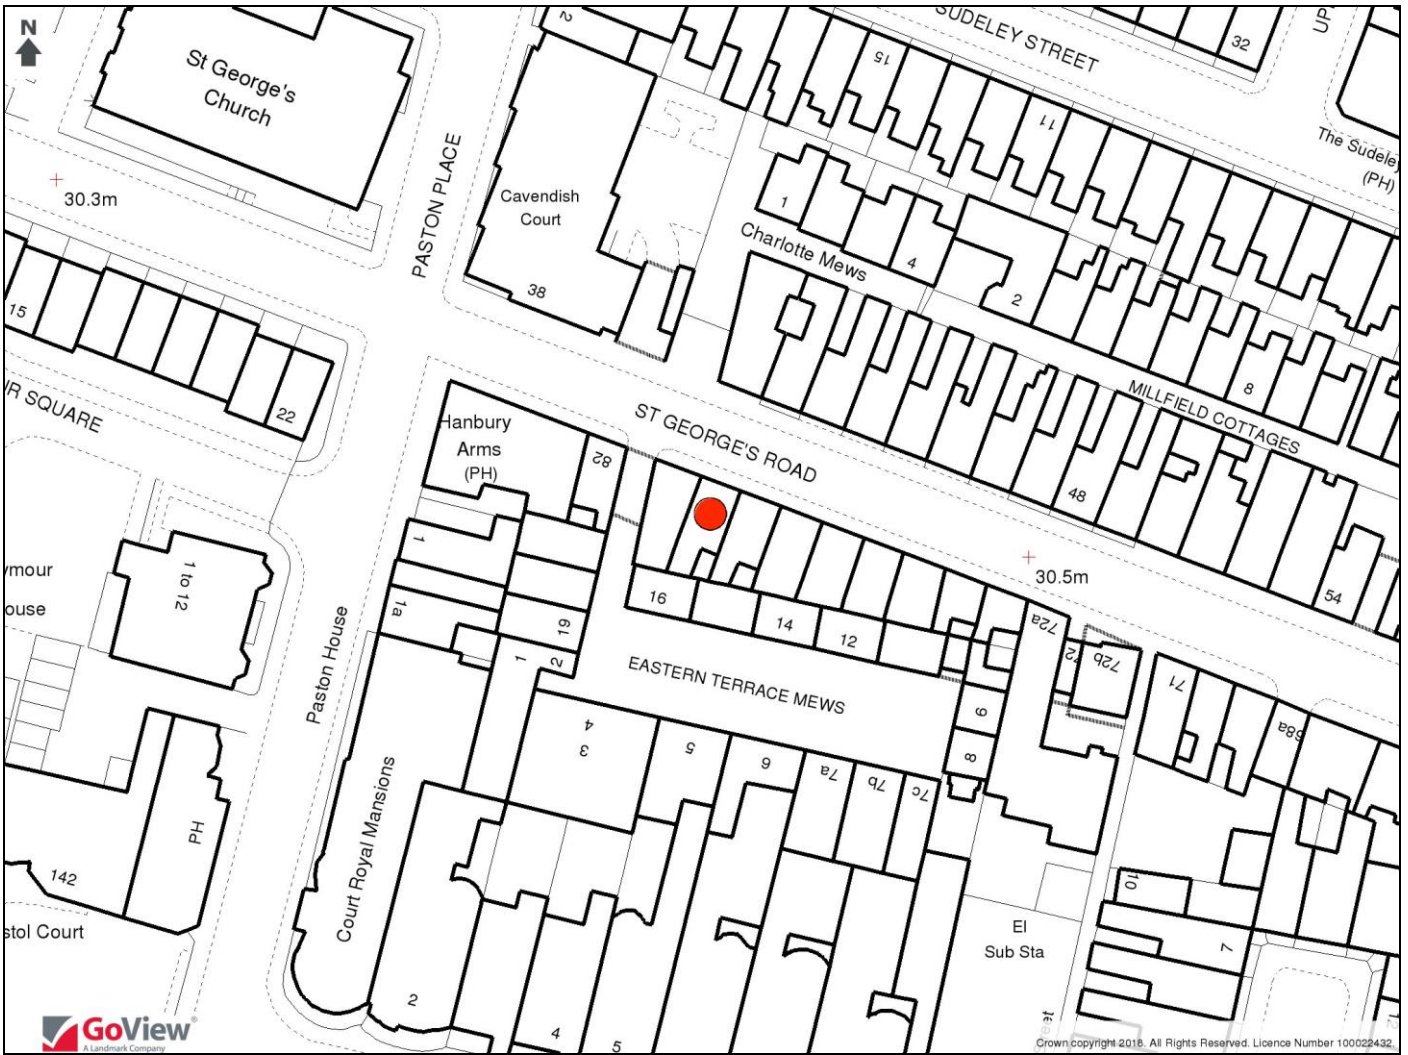 N
2
SUDELEY STREET
32
UP
15
St George's
Church
11
The Sudeley
(PH)
PASTON PLACE
30.3m
Cavendish
Court
1
Charlotte Mews
4
2
38
15
8
MILLFIELD COTTAGES
UR SQUARE
22
Hanbury
Arms
(PH)
82
ST GEORGE'S ROAD
48
1
30.5m
54
ymour
ouse
1 to 12
1a
16
14
12
19
72a
72
72b
Paston House
1
2
EASTERN TERRACE MEWS
71
9
68a
3
4
5
6
7a
7b
7c
8
PH
Court Royal Mansions
142
10
stol Court
El
Sub Sta
7
2
4
5
eet
12
GoView
A Landmark Company
Crown copyright 2018. All Rights Reserved. Licence Number 100022432